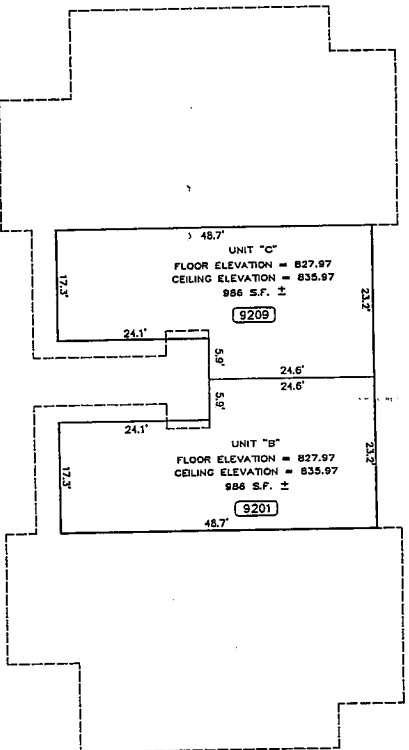 48.7'
UNIT "C"
FLOOR ELEVATION = 827.97
CEILING ELEVATION = 835.97
986 S.F. ±
9209
17.3'
23.2'
24.1'
5.9'
24.6'
24.6'
5.9'
24.1'
UNIT "B"
FLOOR ELEVATION = 827.97
CEILING ELEVATION = 835.97
986 S.F. ±
9201
17.3'
23.2'
48.7'